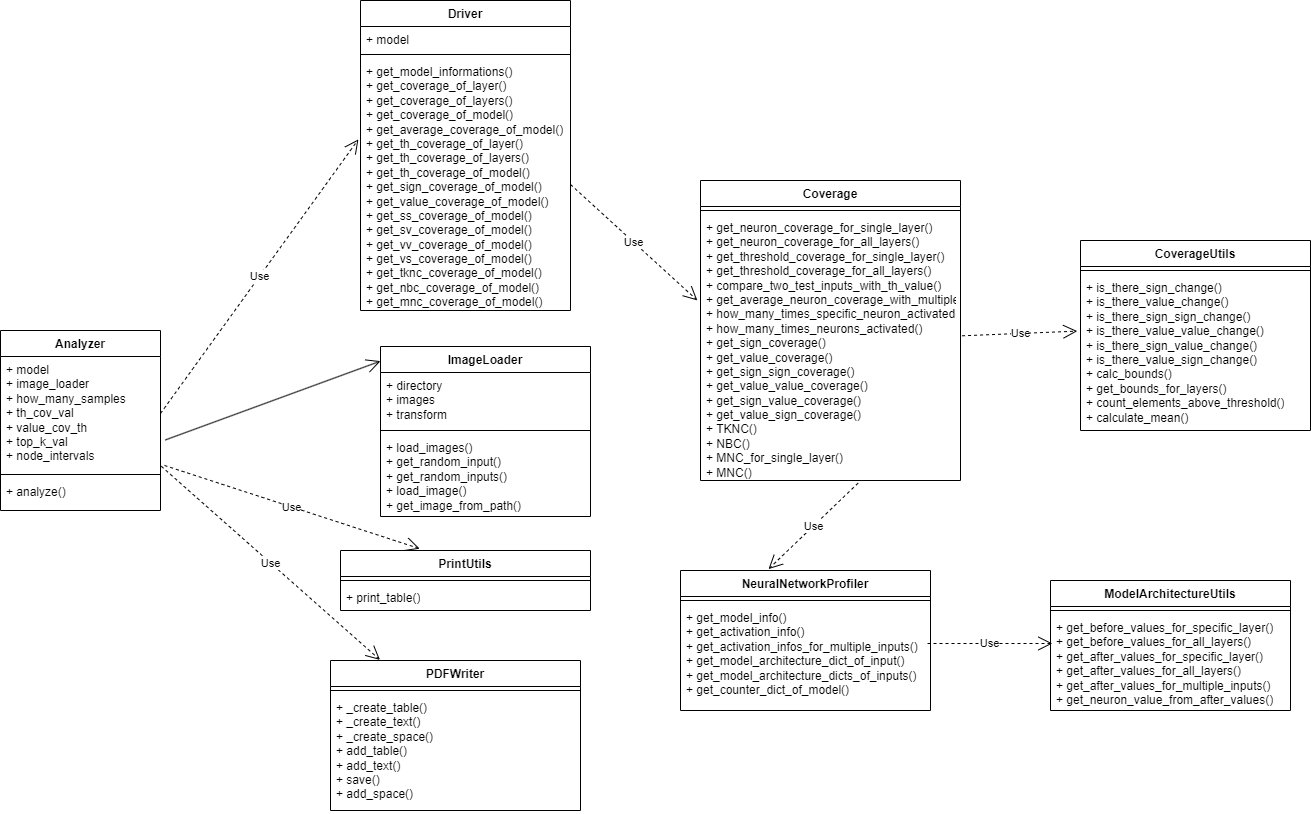 Driver
+ model
+ get_model_informations()
+ get_coverage_of_layer()
+ get_coverage_of_layers()
+ get_coverage_of_model()
+ get_average_coverage_of_model()
+ get_th_coverage_of_layer()
+ get_th_coverage_of_layers()
+ get_th_coverage_of_model()
+ get_sign_coverage_of_model()
+ get_value_coverage_of_model()
+ get_ss_coverage_of_model()
+ get_sv_coverage_of_model()
+ get_vv_coverage_of_model()
+ get_vs_coverage_of_model()
+ get_tknc_coverage_of_model()
+ get_nbc_coverage_of_model()
+ get_mnc_coverage_of_model()
Use
Use
Analyzer
+ model
+ image_loader
+ how_many_samples
+ th_cov_val
+ value_cov_th
+ top_k_val
+ node_intervals
+ analyze()
ImageLoader
+ directory
+ images
+ transform
+ load_images()
+ get_random_input()
+ get_random_inputs()
+ load_image()
+ get_image_from_path()
Use
PrintUtils
+ print_table()
Use
PDFWriter
+ _create_table()
+ _create_text()
+ _create_space()
+ add_table()
+ add_text()
+ save()
+ add_space()
Coverage
+ get_neuron_coverage_for_single_layer()
+ get_neuron_coverage_for_all_layers()
+ get_threshold_coverage_for_single_layer()
+ get_threshold_coverage_for_all_layers()
+ compare_two_test_inputs_with_th_value()
+ get_average_neuron_coverage_with_multiple
+ how_many_times_specific_neuron_activated
+ how_many_times_neurons_activated()
+ get_sign_coverage()
+ get_value_coverage()
+ get_sign_sign_coverage()
+ get_value_value_coverage()
+ get_sign_value_coverage()
+ get_value_sign_coverage()
+ TKNC()
+ NBC()
+ MNC_for_single_layer()
+ MNC()
Use
CoverageUtils
+ is_there_sign_change()
+ is_there_value_change()
+ is_there_sign_sign_change()
+ is_there_value_value_change()
+ is_there_sign_value_change()
+ is_there_value_sign_change()
+ calc_bounds()
+ get_bounds_for_layers()
+ count_elements_above_threshold()
+ calculate_mean()
Use
NeuralNetworkProfiler
+ get_model_info()
+ get_activation_info()
+ get_activation_infos_for_multiple_inputs()
+ get_model_architecture_dict_of_input()
+ get_model_architecture_dicts_of_inputs()
+ get_counter_dict_of_model()
Use
ModelArchitectureUtils
+ get_before_values_for_specific_layer()
+ get_before_values_for_all_layers()
+ get_after_values_for_specific_layer()
+ get_after_values_for_all_layers()
+ get_after_values_for_multiple_inputs()
+ get_neuron_value_from_after_values()